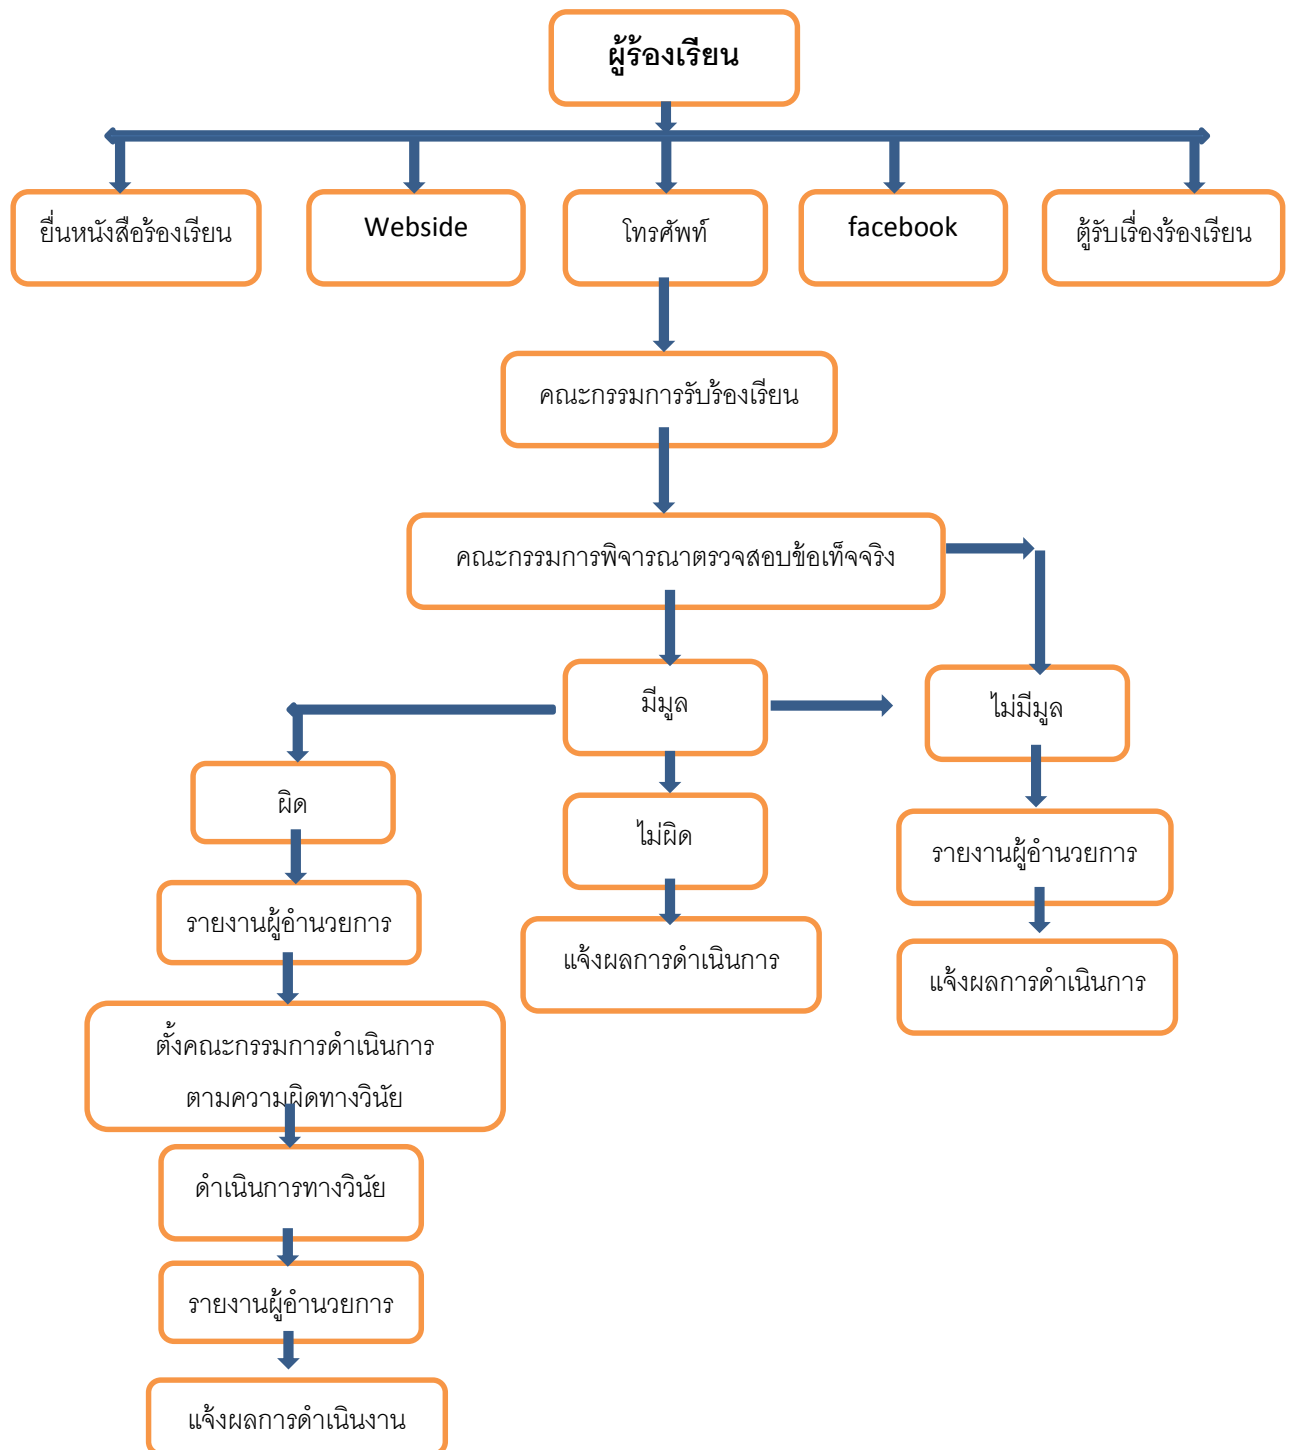 ผู้ร้องเรียน
ยื่นหนังสือร้องเรียน
Webside
โทรศัพท์
facebook
ตู้รับเรื่องร้องเรียน
คณะกรรมการรับร้องเรียน
คณะกรรมการพิจารณาตรวจสอบข้อเท็จจริง
มีมูล
ไม่มีมูล
ผิด
ไม่ผิด
รายงานผู้อำนวยการ
รายงานผู้อำนวยการ
แจ้งผลการดำเนินการ
แจ้งผลการดำเนินการ
ตั้งคณะกรรมการดำเนินการ
ตามความผิดทางวินัย
ดำเนินการทางวินัย
รายงานผู้อำนวยการ
แจ้งผลการดำเนินงาน